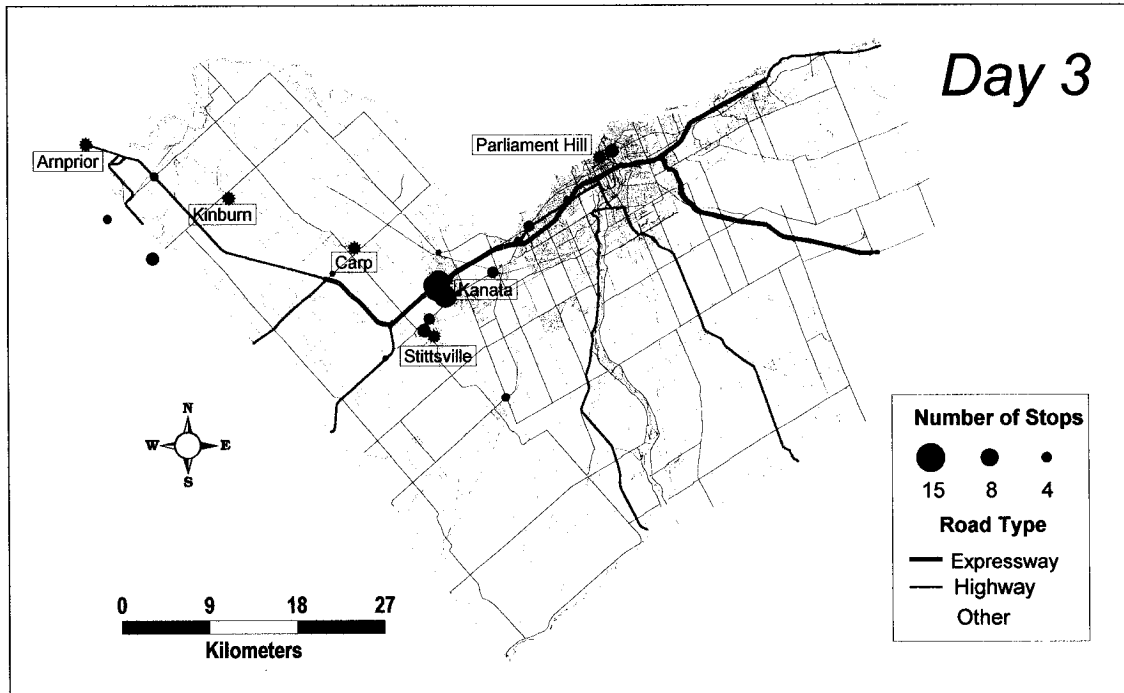 Day 3
Parliament Hill
Arnprior
Kinburn
Carp
Kanata
Stittsville
N
W E
S
0 9 18 27
Kilometers
Number of Stops
15 8 4
Road Type
Expressway
Highway
Other